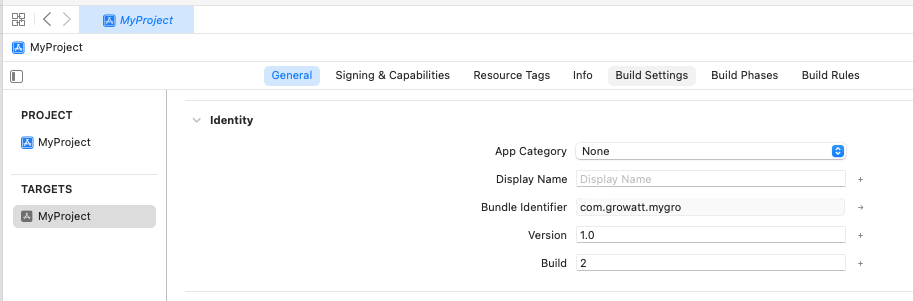 MyProject
MyProject
General Signing & Capabilities Resource Tags Info Build Settings Build Phases Build Rules
PROJECT
MyProject
TARGETS
MyProject
Identity
App Category None
Display Name Display Name
Bundle Identifier com.growatt.mygro
Version 1.0
Build 2